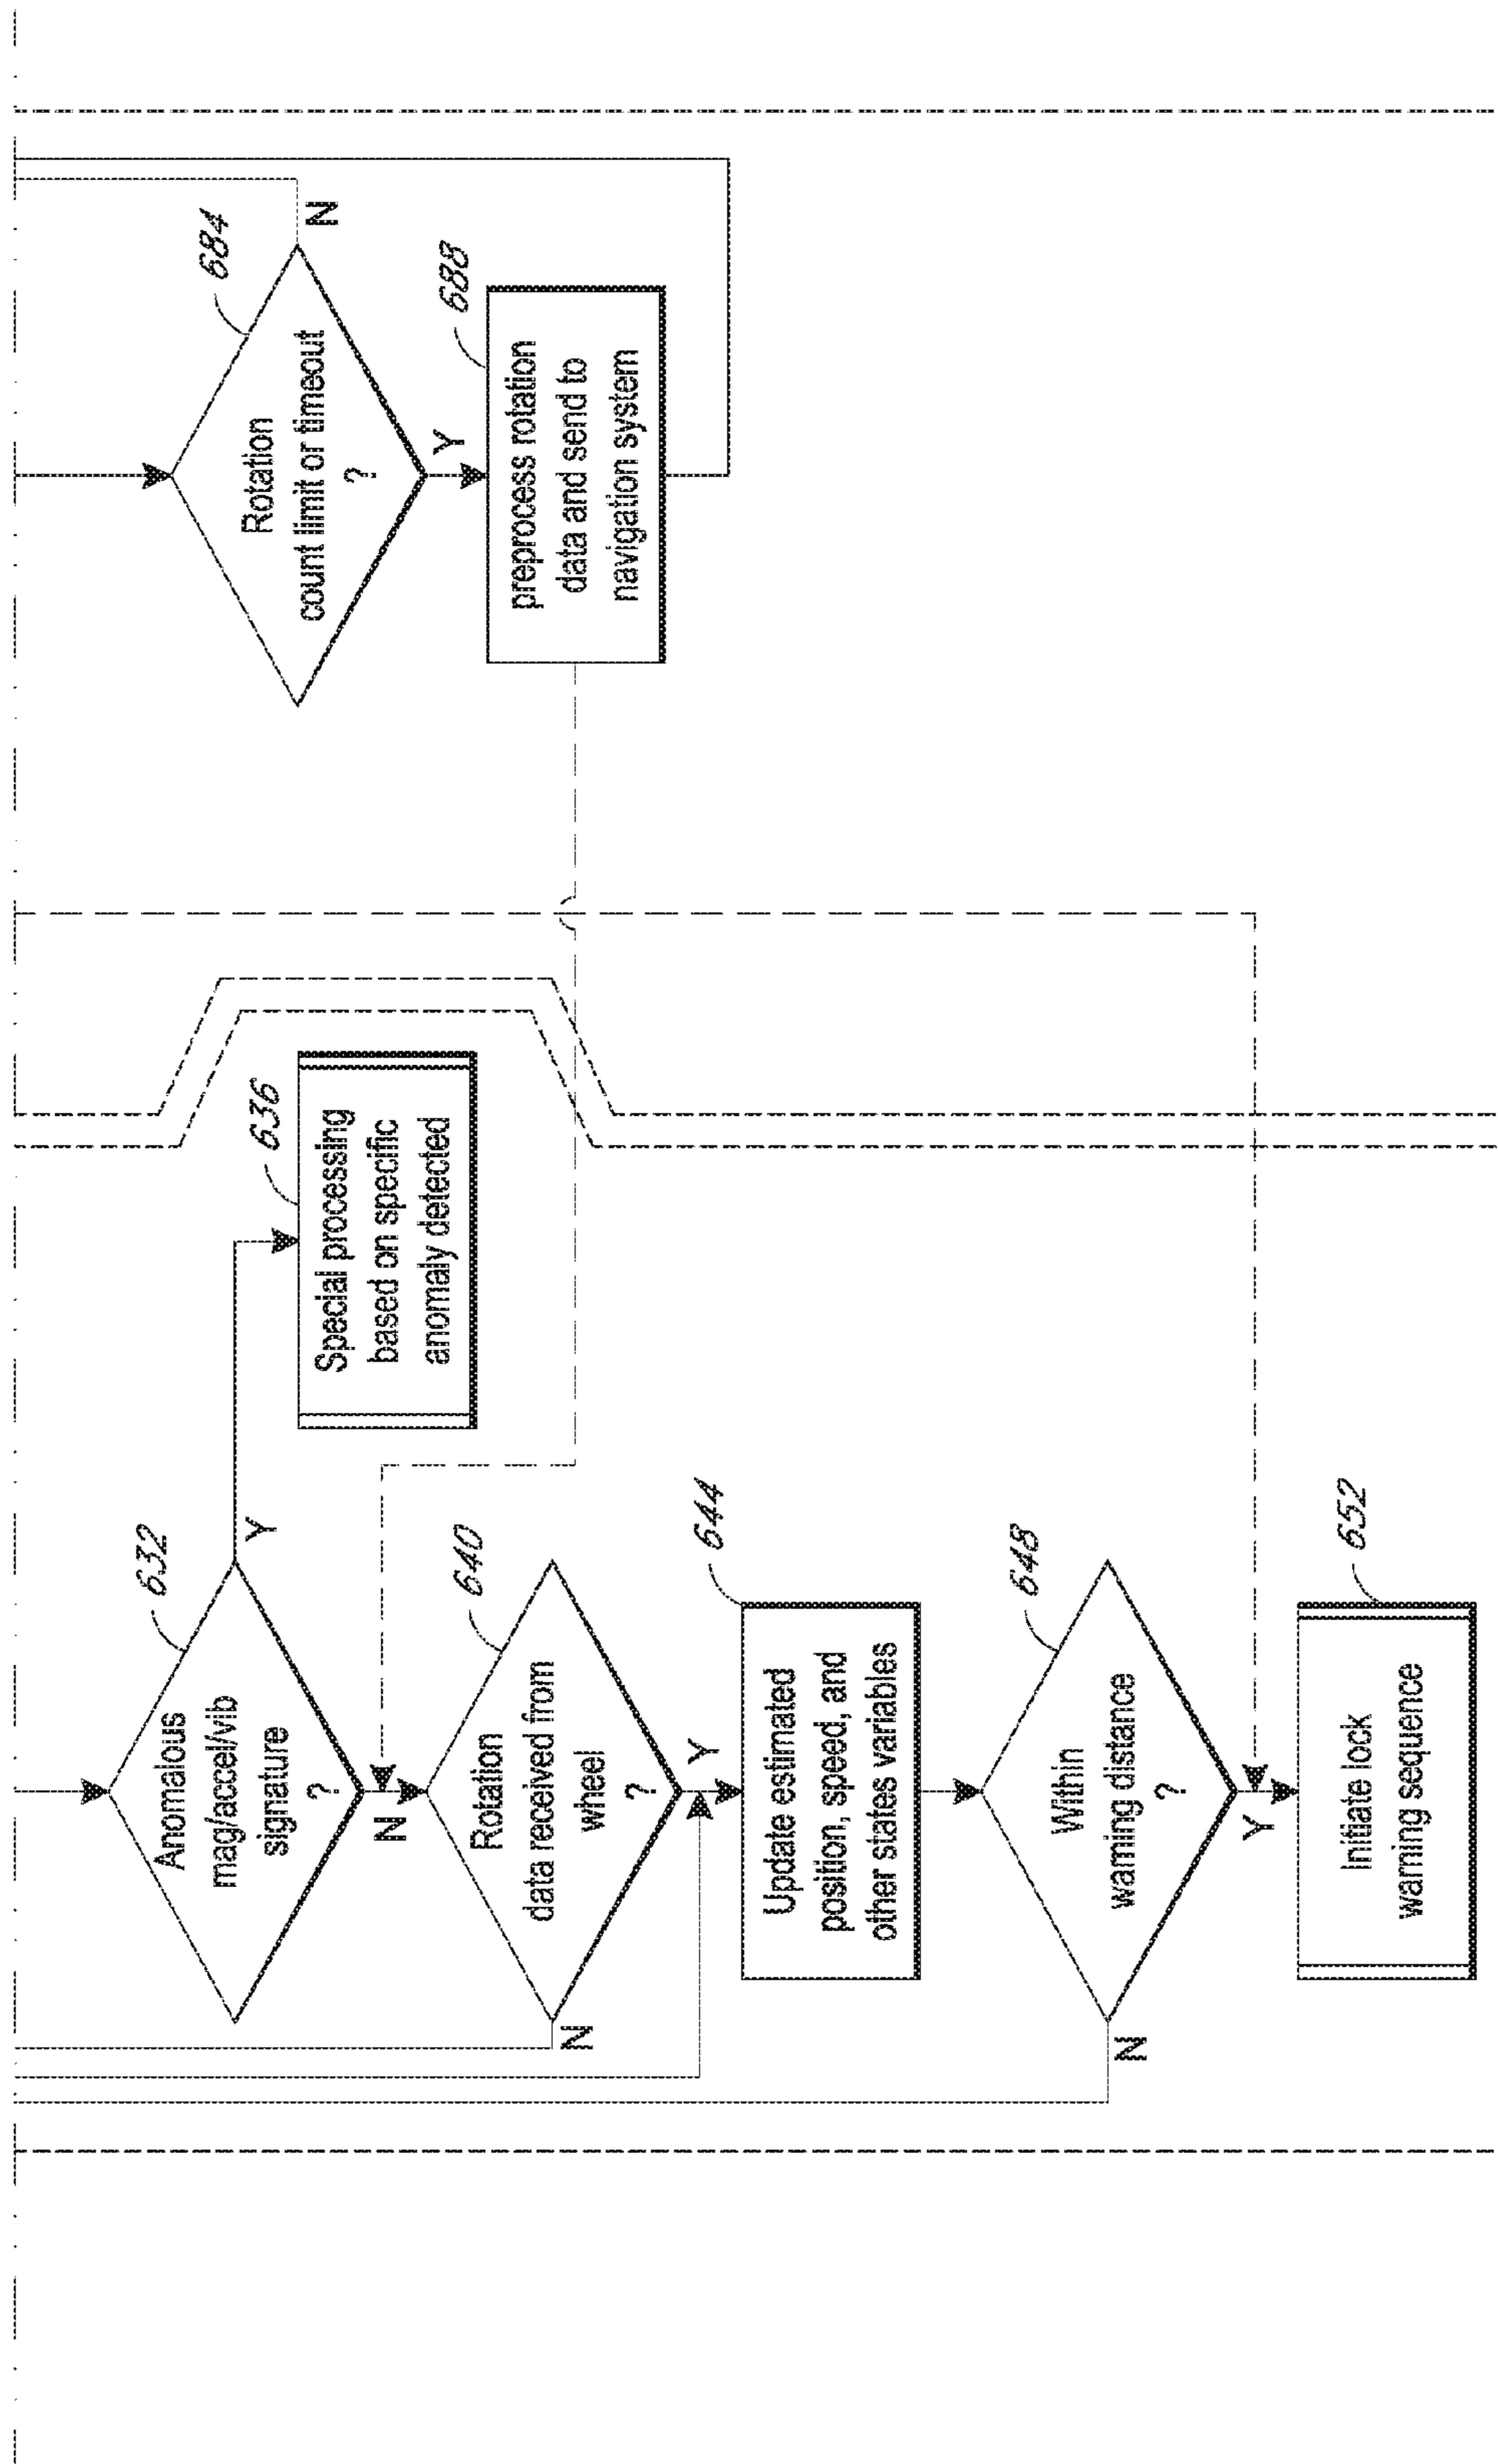 632
Anomalous
mag/accel/vib
signature
?
Y
N
636
Special processing
based on specific
anomaly detected
640
Rotation
data received from
wheel
?
N
Y
644
Update estimated
position, speed, and
other states variables
648
Within
warning distance
?
N
Y
652
Initiate lock
warning sequence
684
Rotation
count limit or timeout
?
N
Y
688
preprocess rotation
data and send to
navigation system